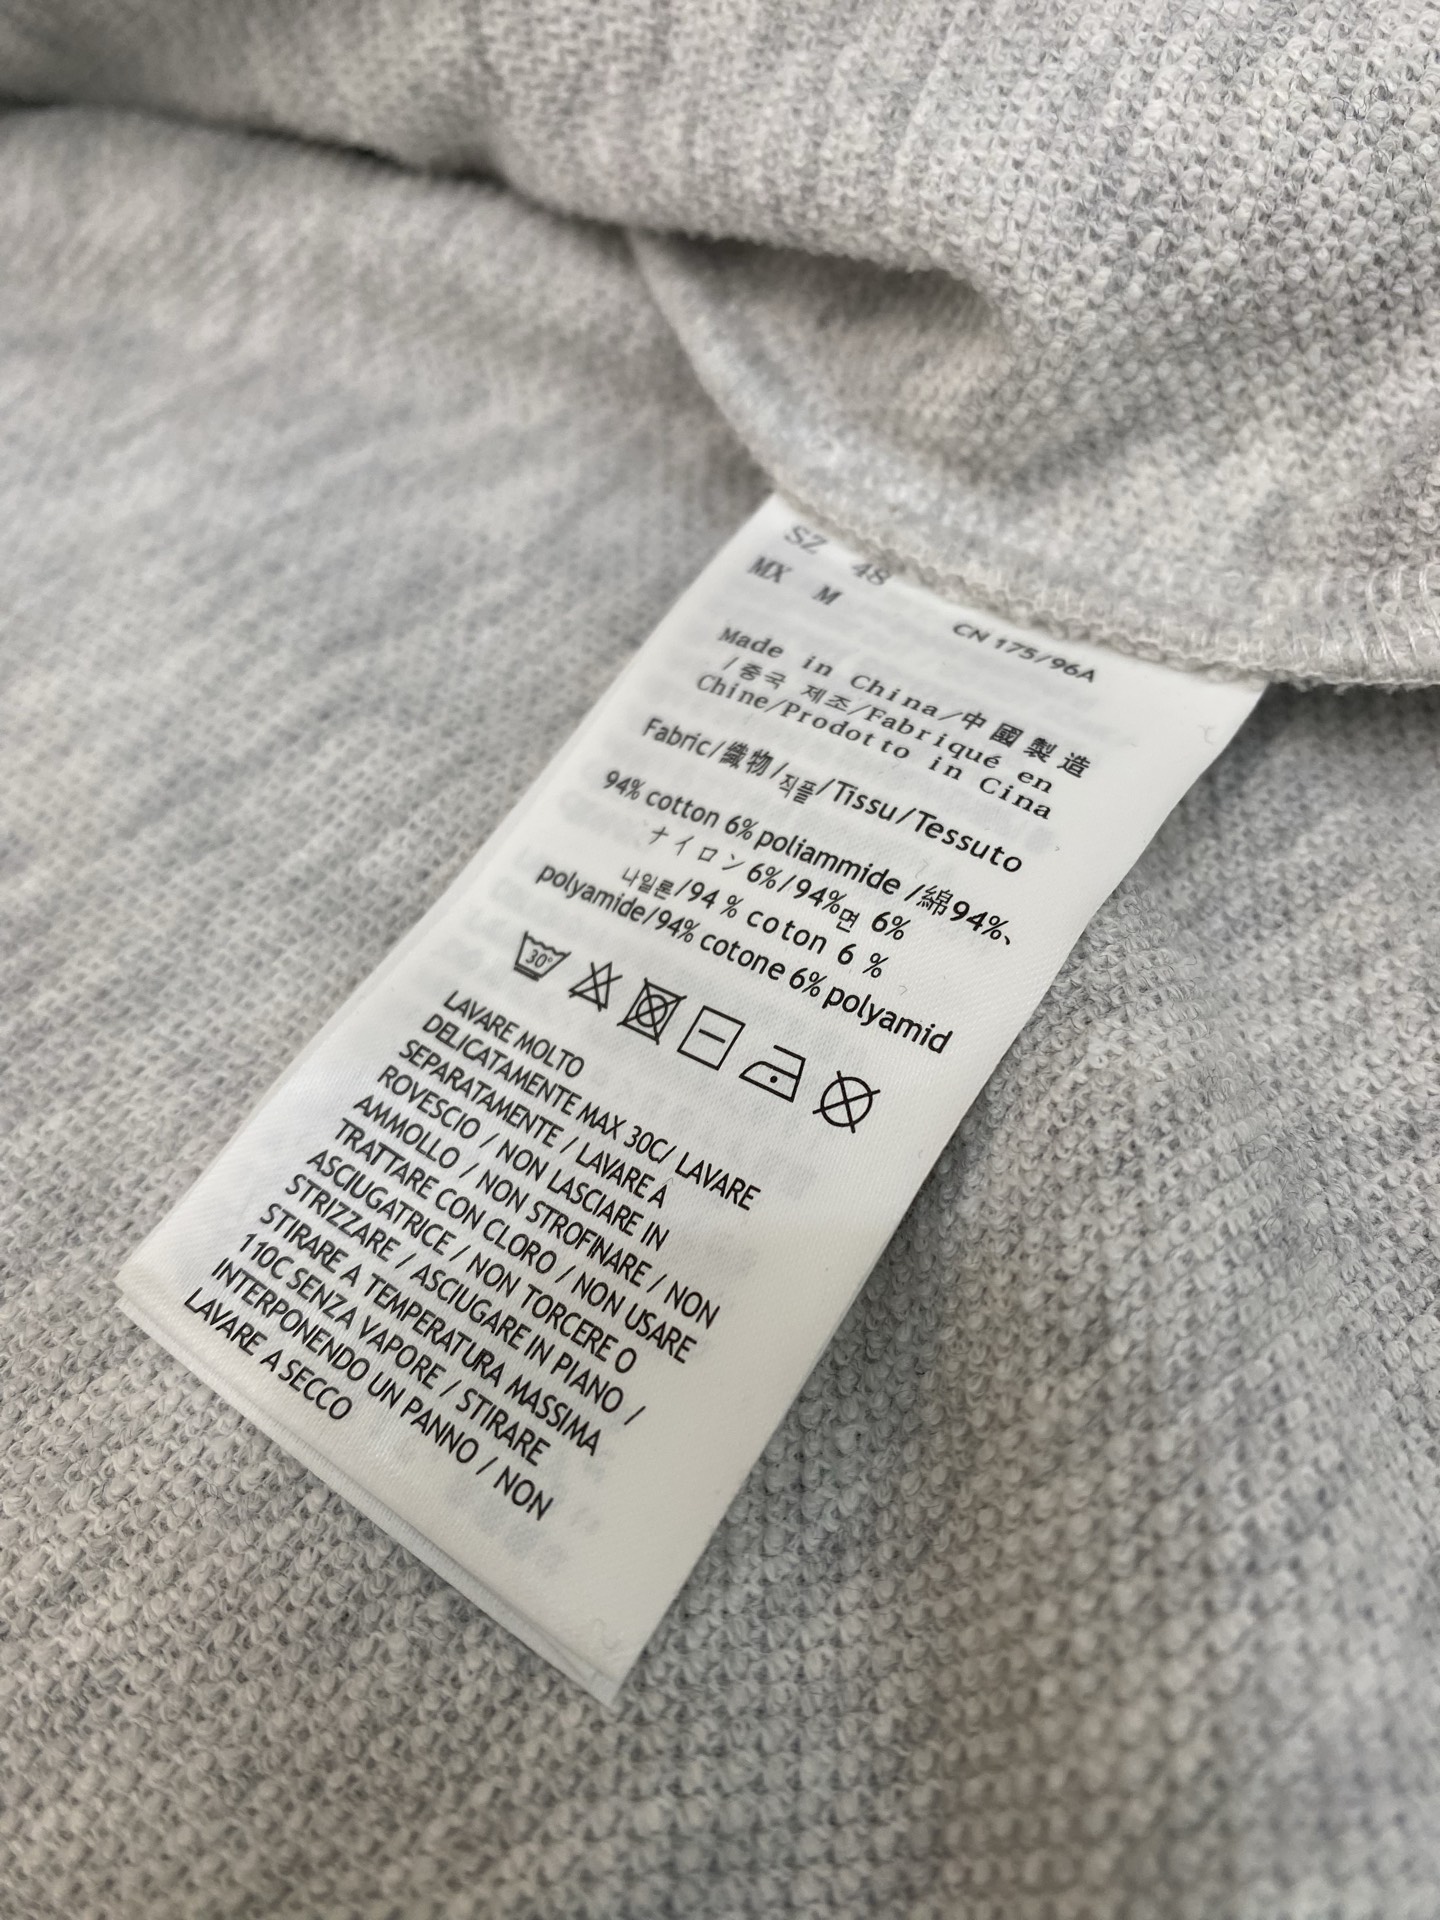 SZ 48
MX M
CN 175/96A
Made in China/中國製造
/중국 제조/Fabriqué en
Chine/Prodotto in Cina
Fabric/織物/직플/Tissu/Tessuto
94% cotton 6% poliammide /綿94%、
ナイロン 6%/94%면 6%
나일론/94 % coton 6 %
polyamide/94% cotone 6% polyamid
30°
LAVARE MOLTO
DELICATAMENTE MAX 30C/ LAVARE
SEPARATAMENTE / LAVARE A
ROVESCIO / NON LASCIARE IN
AMMOLLO / NON STROFINARE / NON
TRATTARE CON CLORO / NON USARE
ASCIUGATRICE / NON TORCERE O
STRIZZARE / ASCIUGARE IN PIANO /
STIRARE A TEMPERATURA MASSIMA
110C SENZA VAPORE / STIRARE
INTERPONENDO UN PANNO / NON
LAVARE A SECCO